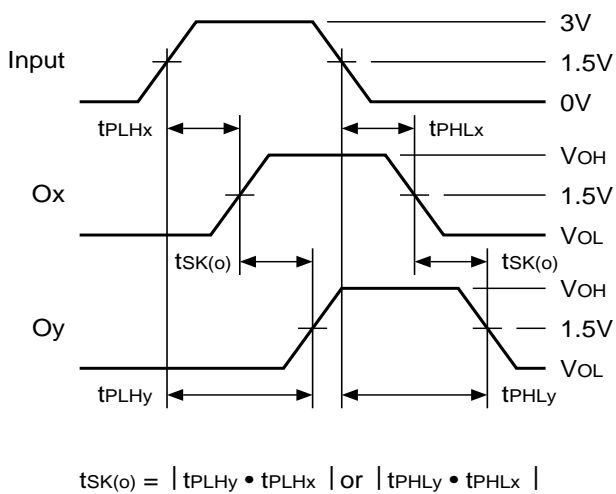 3V
Input 1.5V
0V
tPLHx tPHLx
VOH
Ox 1.5V
VOL
tSK(o) tSK(o)
VOH
Oy 1.5V
VOL
tPLHy tPHLy
tSK(o) = | tPLHy • tPLHx | or | tPHLy • tPHLx |